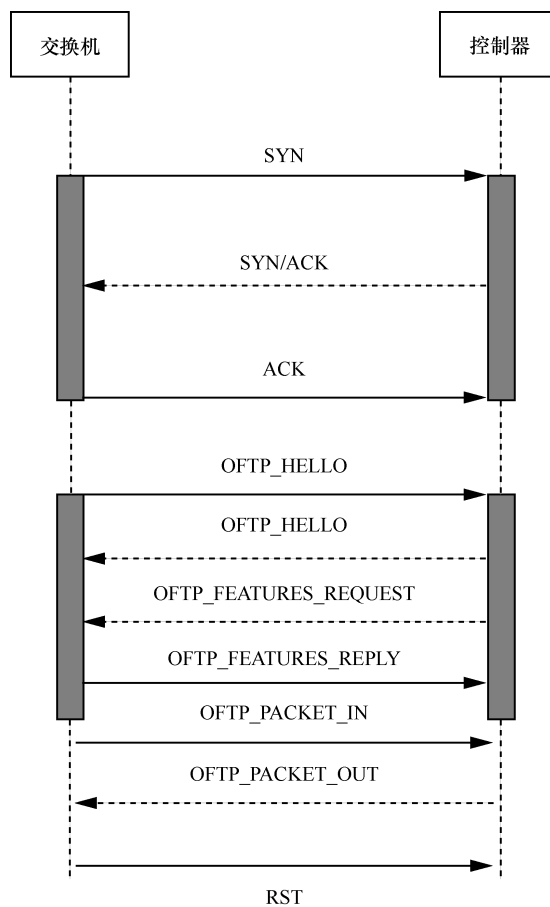 交换机
控制器
SYN
SYN/ACK
ACK
OFTP_HELLO
OFTP_HELLO
OFTP_FEATURES_REQUEST
OFTP_FEATURES_REPLY
OFTP_PACKET_IN
OFTP_PACKET_OUT
RST